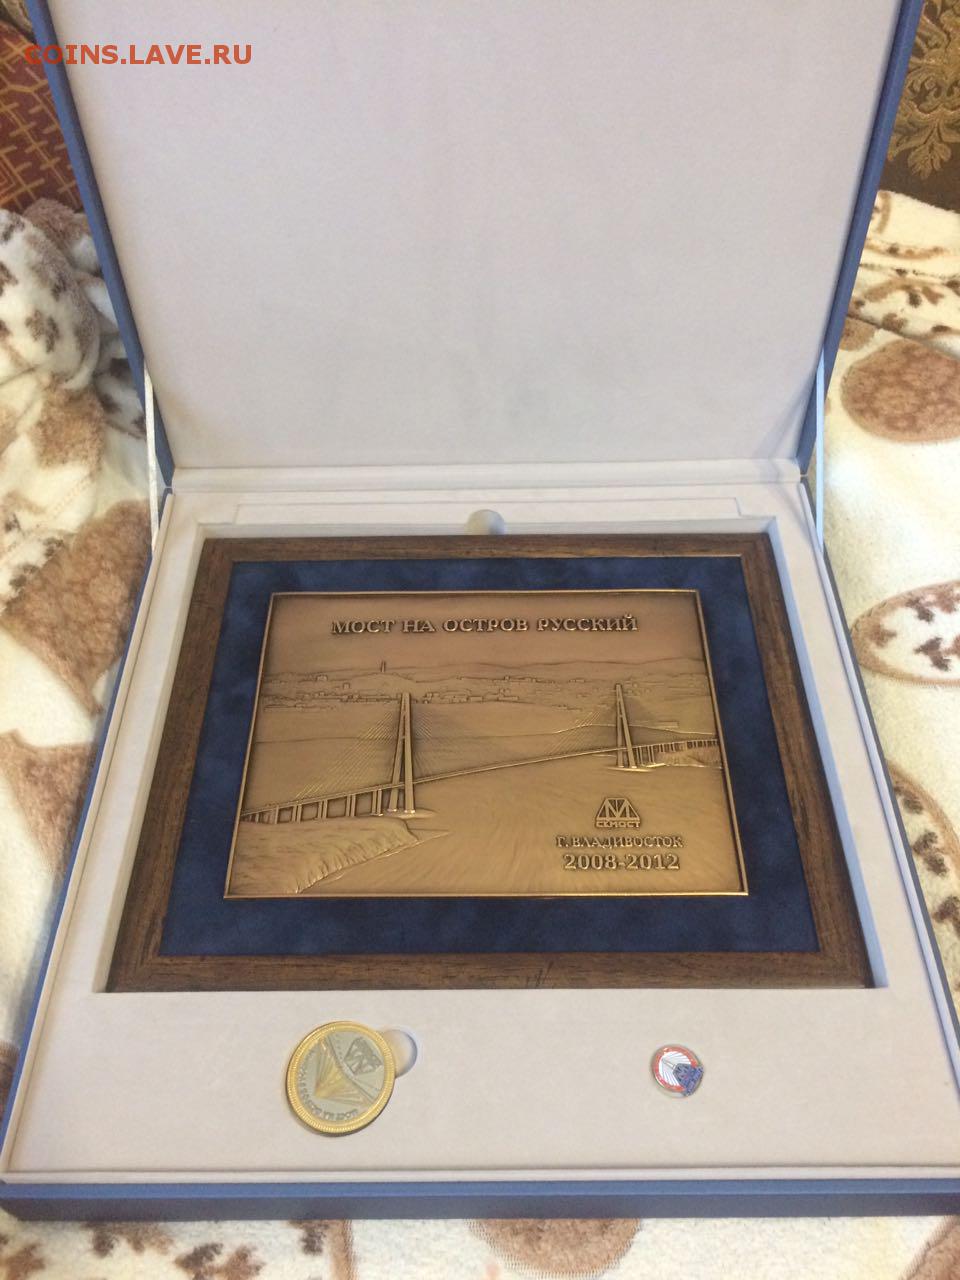 COINS.LAVE.RU
МОСТ НА ОСТРОВ РУССКИЙ
СКМОСТ
Г. ВЛАДИВОСТОК
2008-2012